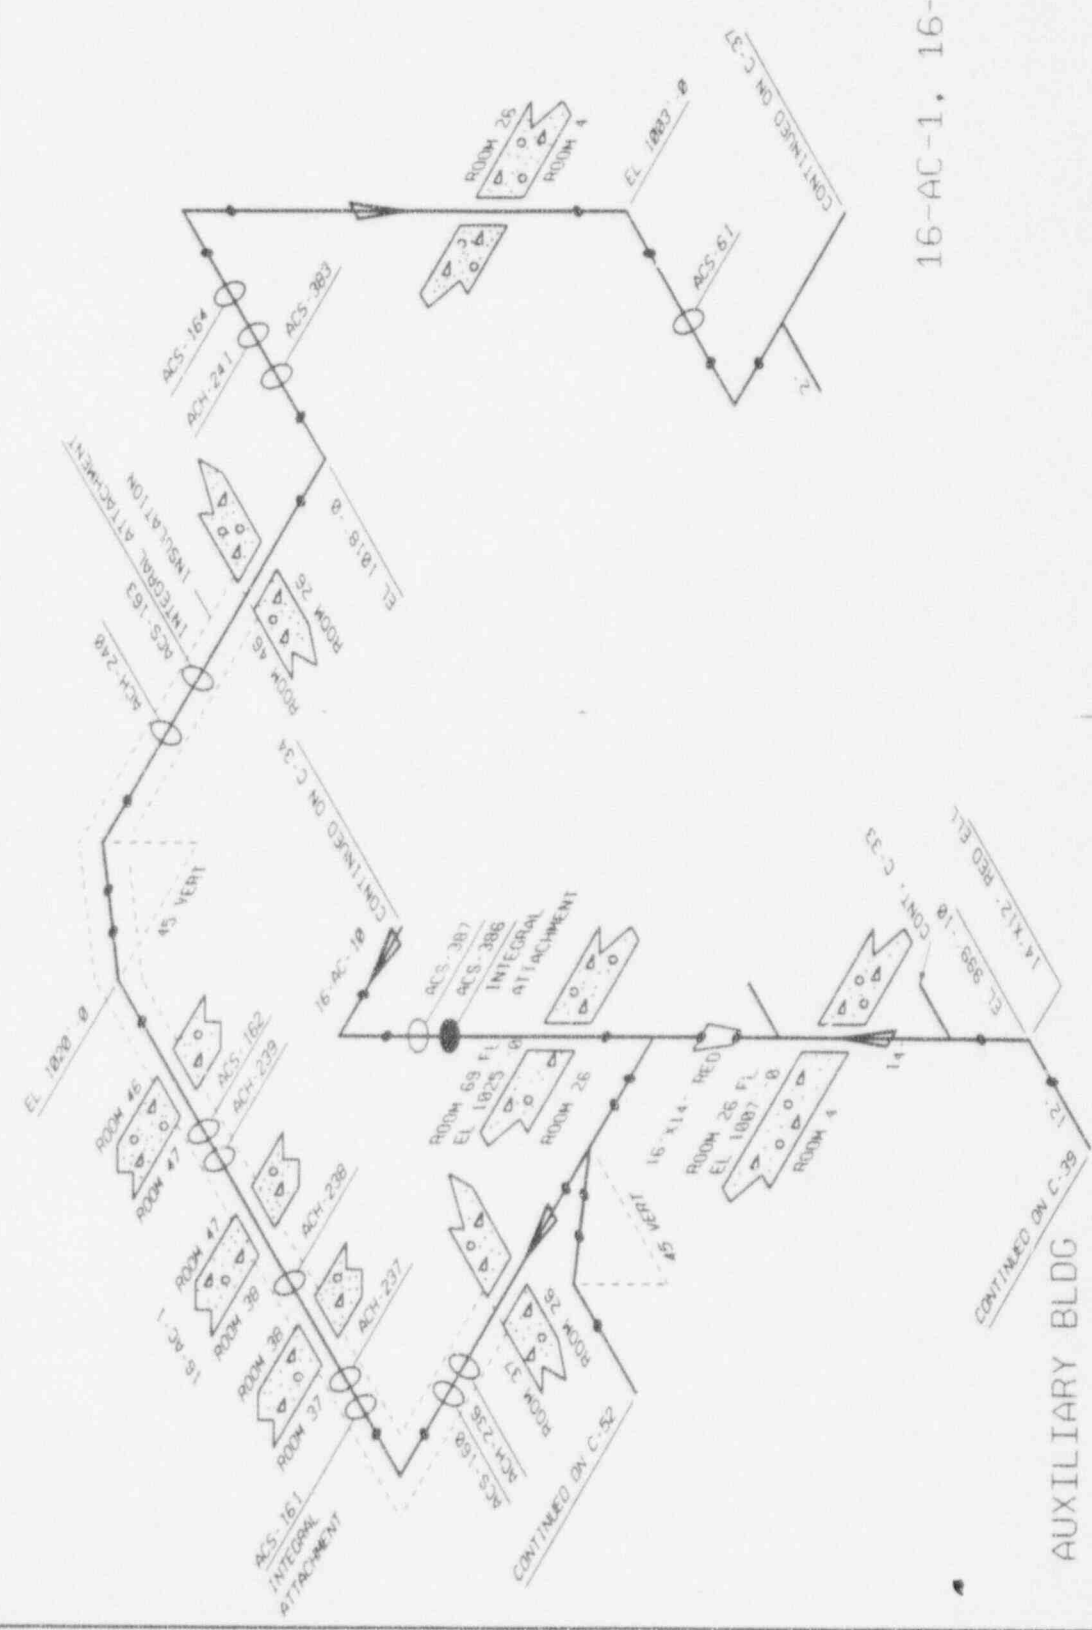 CONTINUED ON C-37
16-AC-1, 16-
ROOM 26
ROOM 4
EL 1003'-0
ACS-61
2"
ACS-164
ACH-241
ACS-383
EL 1018'-0
INTEGRAL ATTACHMENT
INSULATION
ACS-163
ACH-240
ROOM 46
ROOM 26
45 VERT
EL 1020'-0
CONTINUED ON C-34
16-AC-10
ACS-387
ACS-386
INTEGRAL
ATTACHMENT
ROOM 69 FL
EL 1025'-0
ROOM 26
ROOM 46
ROOM 47
ACS-162
ACH-239
ROOM 47
ROOM 38
ACH-238
16-AC-1
ROOM 38
ROOM 37
ACH-237
ACS-161
INTEGRAL
ATTACHMENT
ACS-160
ACH-236
ROOM 37
ROOM 26
CONTINUED ON C-52
45 VERT
16"X14" RED
ROOM 26 FL
EL 1007'-0
ROOM 4
14
CONT. C-33
EL 999'-10
14"X12" RED ELL
12"
CONTINUED ON C-39
AUXILIARY BLDG